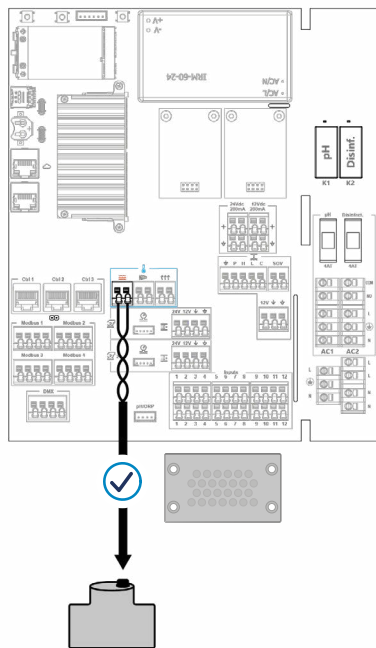 +V
-V
IRM-60-24
AC/N
AC/L
pH
Disinf.
K1 K2
24Vdc 12Vdc
200mA 200mA
pH Disinfect.
4A2 4A2
P H L C
NOV
Ctrl 1 Ctrl 2 Ctrl 3
COM
NO
L
N
12V
AC1 AC2
24V 12V
Modbus 1 Modbus 2
24V 12V
Modbus 3 Modbus 4
L L
N N
N
DMX
1 2 3 4 5 6 7 8 9 10 11 12
pH/ORP
1 2 3 4 5 6 7 8 9 10 11 12